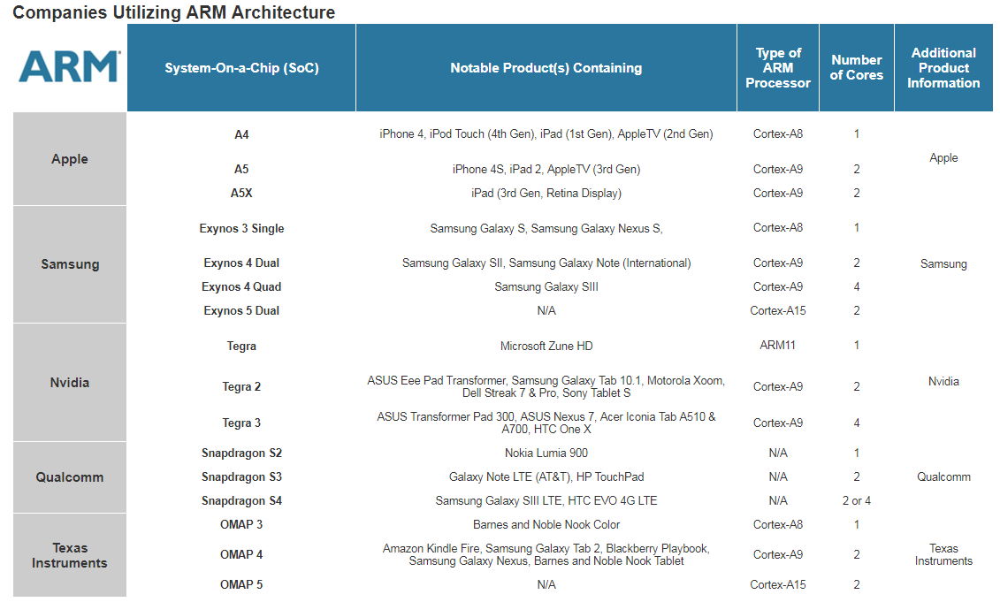 Companies Utilizing ARM Architecture
ARM
System-On-a-Chip (SoC)
Notable Product(s) Containing
Type of
ARM
Processor
Number
of Cores
Additional
Product
Information
Apple
A4
iPhone 4, iPod Touch (4th Gen), iPad (1st Gen), AppleTV (2nd Gen)
Cortex-A8
1
A5
iPhone 4S, iPad 2, AppleTV (3rd Gen)
Cortex-A9
2
A5X
iPad (3rd Gen, Retina Display)
Cortex-A9
2
Apple
Samsung
Exynos 3 Single
Samsung Galaxy S, Samsung Galaxy Nexus S,
Cortex-A8
1
Exynos 4 Dual
Samsung Galaxy SII, Samsung Galaxy Note (International)
Cortex-A9
2
Exynos 4 Quad
Samsung Galaxy SIII
Cortex-A9
4
Exynos 5 Dual
N/A
Cortex-A15
2
Samsung
Nvidia
Tegra
Microsoft Zune HD
ARM11
1
Tegra 2
ASUS Eee Pad Transformer, Samsung Galaxy Tab 10.1, Motorola Xoom,
Dell Streak 7 & Pro, Sony Tablet S
Cortex-A9
2
Tegra 3
ASUS Transformer Pad 300, ASUS Nexus 7, Acer Iconia Tab A510 &
A700, HTC One X
Cortex-A9
4
Nvidia
Qualcomm
Snapdragon S2
Nokia Lumia 900
N/A
1
Snapdragon S3
Galaxy Note LTE (AT&T), HP TouchPad
N/A
2
Snapdragon S4
Samsung Galaxy SIII LTE, HTC EVO 4G LTE
N/A
2 or 4
Qualcomm
Texas
Instruments
OMAP 3
Barnes and Noble Nook Color
Cortex-A8
1
OMAP 4
Amazon Kindle Fire, Samsung Galaxy Tab 2, Blackberry Playbook,
Samsung Galaxy Nexus, Barnes and Noble Nook Tablet
Cortex-A9
2
OMAP 5
N/A
Cortex-A15
2
Texas
Instruments